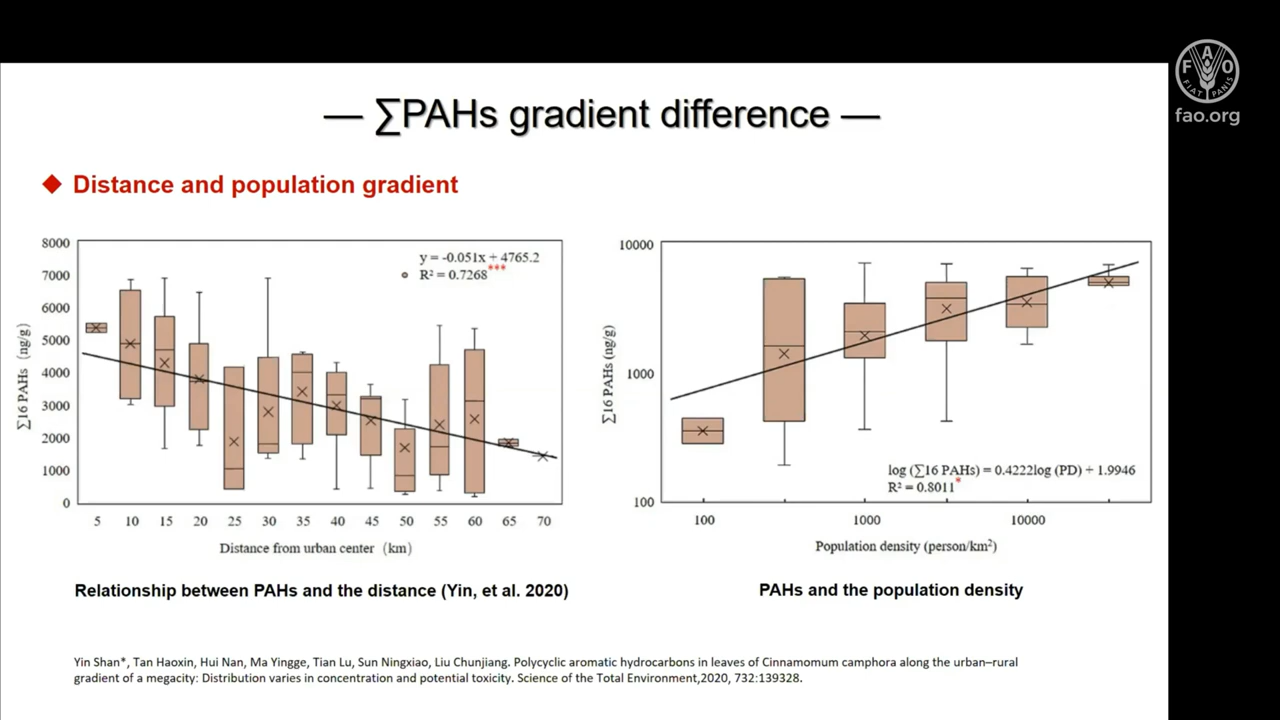 F A O
FIAT PANIS
fao.org
— ∑PAHs gradient difference —
◆ Distance and population gradient
8000
7000
6000
5000
4000
3000
2000
1000
0
∑16 PAHs (ng/g)
y = -0.051x + 4765.2
R² = 0.7268***
5 10 15 20 25 30 35 40 45 50 55 60 65 70
Distance from urban center (km)
Relationship between PAHs and the distance (Yin, et al. 2020)
10000
1000
100
∑16 PAHs (ng/g)
log (∑16 PAHs) = 0.4222log (PD) + 1.9946
R² = 0.8011*
100 1000 10000
Population density (person/km²)
PAHs and the population density
Yin Shan*, Tan Haoxin, Hui Nan, Ma Yingge, Tian Lu, Sun Ningxiao, Liu Chunjiang. Polycyclic aromatic hydrocarbons in leaves of Cinnamomum camphora along the urban–rural
gradient of a megacity: Distribution varies in concentration and potential toxicity. Science of the Total Environment,2020, 732:139328.